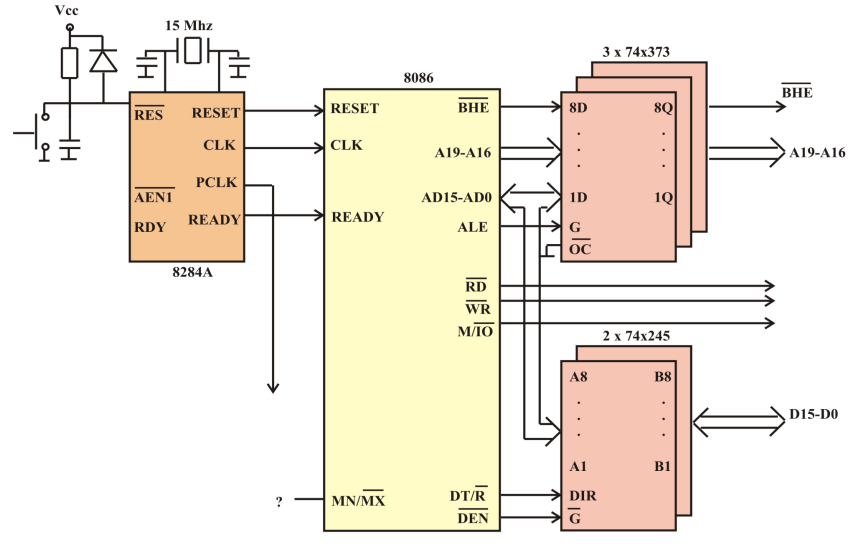 Vcc
15 Mhz
8284A
RES
RESET
CLK
PCLK
AEN1
RDY
READY
8086
RESET
CLK
READY
MN/MX
?
BHE
A19-A16
AD15-AD0
ALE
RD
WR
M/IO
DT/R
DEN
3 x 74x373
8D
8Q
1D
1Q
G
OC
BHE
A19-A16
2 x 74x245
A8
B8
A1
B1
DIR
G
D15-D0